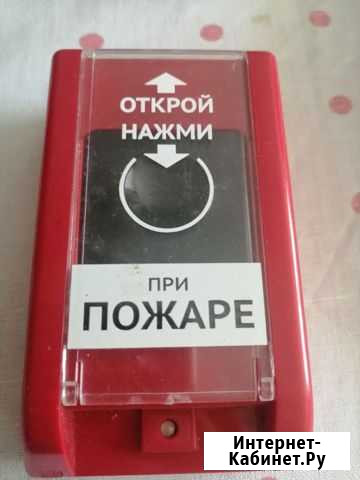 ОТКРОЙ
НАЖМИ
ПРИ
ПОЖАРЕ
Интернет-
Кабинет.Ру